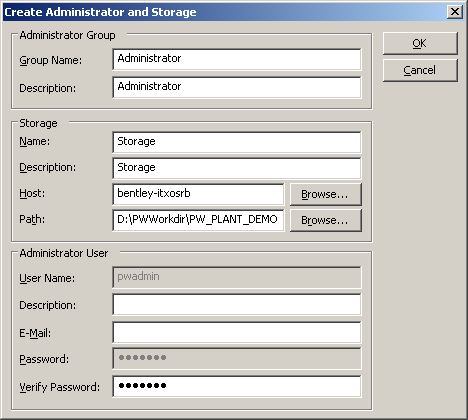 Create Administrator and Storage
Administrator Group
Group Name: Administrator
Description: Administrator
OK
Cancel
Storage
Name: Storage
Description: Storage
Host: bentley-itxosrb Browse...
Path: D:\PWWorkdir\PW_PLANT_DEMO Browse...
Administrator User
User Name: pwadmin
Description:
E-Mail:
Password: •••••••
Verify Password: •••••••